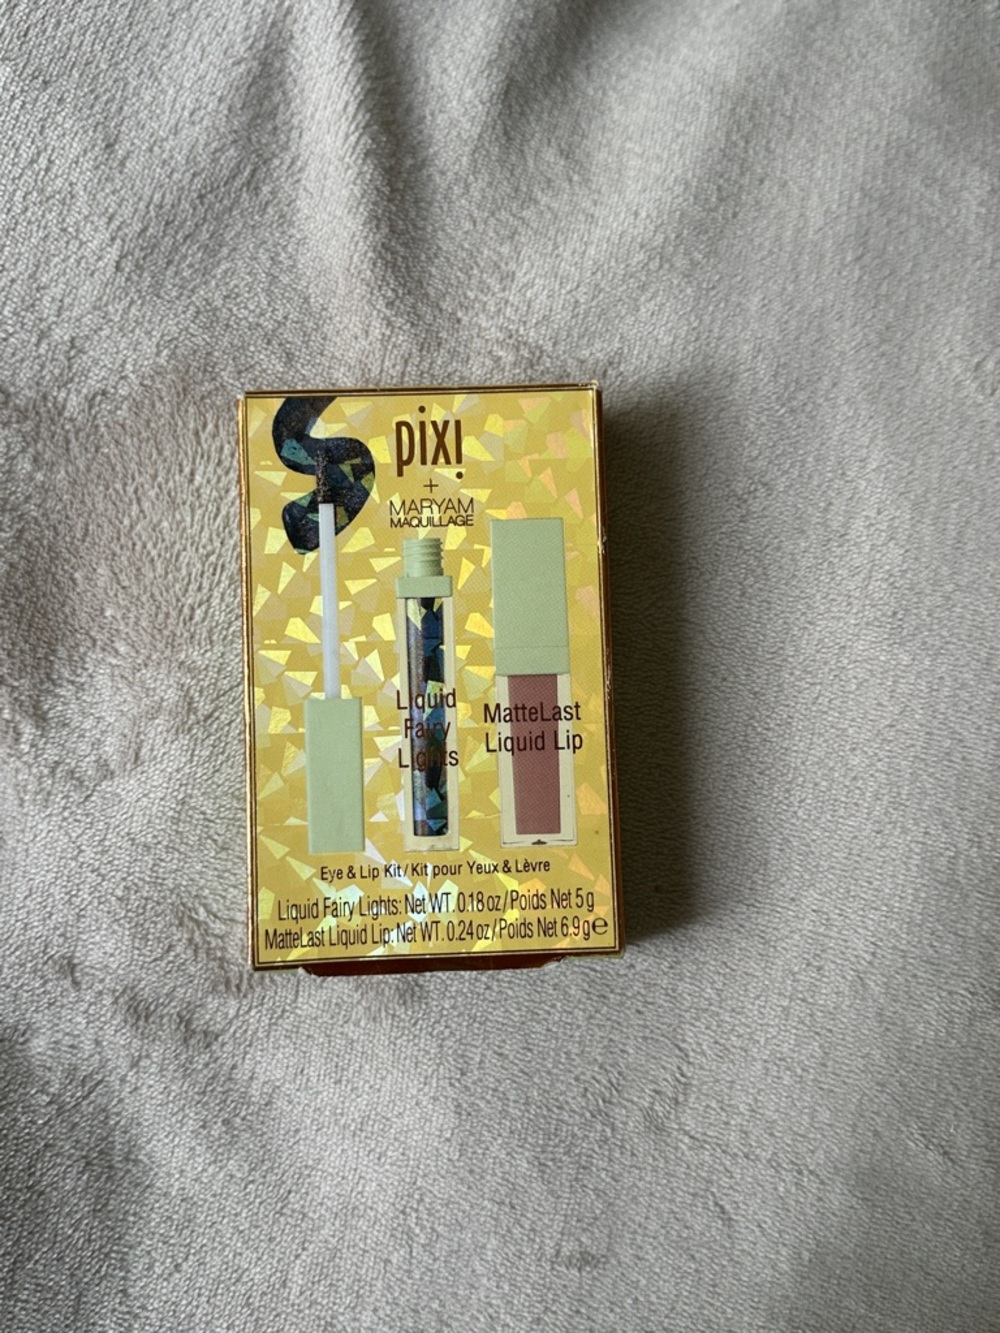 pixi
+
MARYAM
MAQUILLAGE
Liquid
Fairy
Lights
MatteLast
Liquid Lip
Eye & Lip Kit / Kit pour Yeux & Lèvre
Liquid Fairy Lights: Net WT. 0.18 oz / Poids Net 5 g
MatteLast Liquid Lip: Net WT. 0.24 oz / Poids Net 6.9 g e